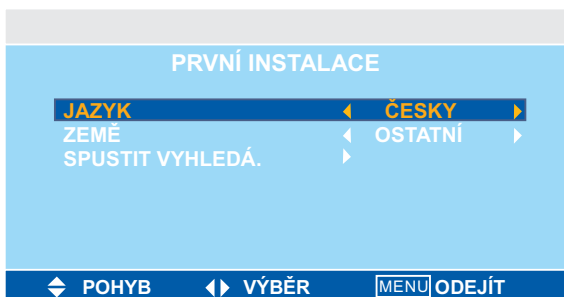 PRVNÍ INSTALACE
JAZYK ČESKY
ZEMĚ OSTATNÍ
SPUSTIT VYHLEDÁ.
POHYB VÝBĚR MENU ODEJÍT